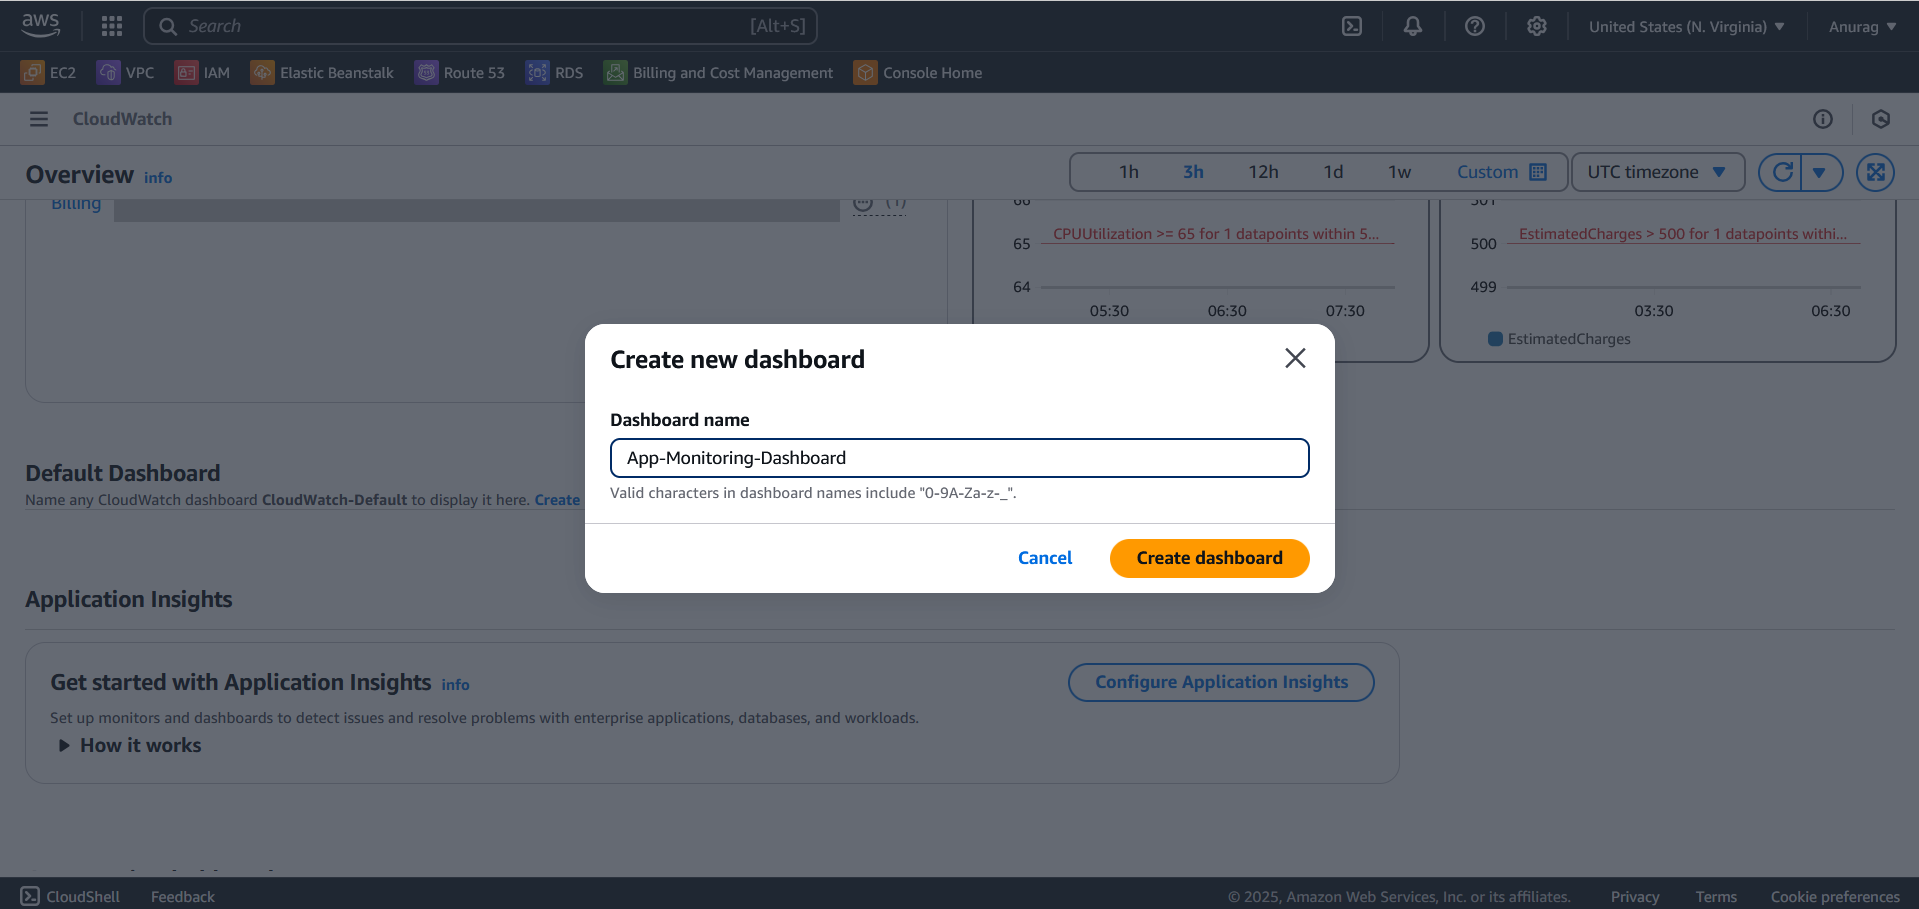 aws
Search [Alt+S]
United States (N. Virginia)
Anurag
EC2 VPC IAM Elastic Beanstalk Route 53 RDS Billing and Cost Management Console Home
CloudWatch
Overview info
1h 3h 12h 1d 1w Custom
UTC timezone
Billing
(1)
66
65
64
CPUUtilization >= 65 for 1 datapoints within 5...
05:30 06:30 07:30
501
500
499
EstimatedCharges > 500 for 1 datapoints withi...
03:30 06:30
EstimatedCharges
Create new dashboard
Dashboard name
App-Monitoring-Dashboard
Valid characters in dashboard names include "0-9A-Za-z-_".
Cancel Create dashboard
Default Dashboard
Name any CloudWatch dashboard CloudWatch-Default to display it here. Create
Application Insights
Get started with Application Insights info
Configure Application Insights
Set up monitors and dashboards to detect issues and resolve problems with enterprise applications, databases, and workloads.
How it works
CloudShell Feedback
© 2025, Amazon Web Services, Inc. or its affiliates. Privacy Terms Cookie preferences